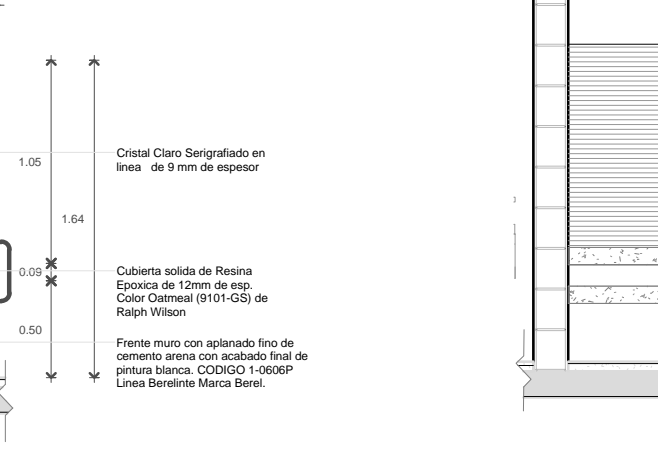 Cristal Claro Serigrafiado en
linea de 9 mm de espesor
1.05
1.64
0.09
Cubierta solida de Resina
Epoxica de 12mm de esp.
Color Oatmeal (9101-GS) de
Ralph Wilson
0.50
Frente muro con aplanado fino de
cemento arena con acabado final de
pintura blanca. CODIGO 1-0606P
Linea Berelinte Marca Berel.